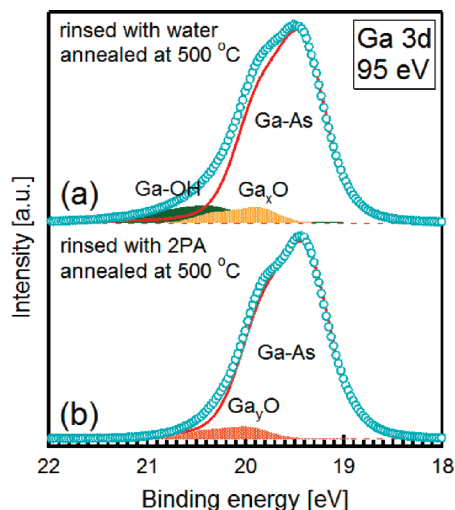 rinsed with water
annealed at 500 °C
Ga 3d
95 eV
Ga-As
Ga-OH
GaₓO
(a)
rinsed with 2PA
annealed at 500 °C
Ga-As
GaᵧO
(b)
22 21 20 19 18
Binding energy [eV]
Intensity [a.u.]